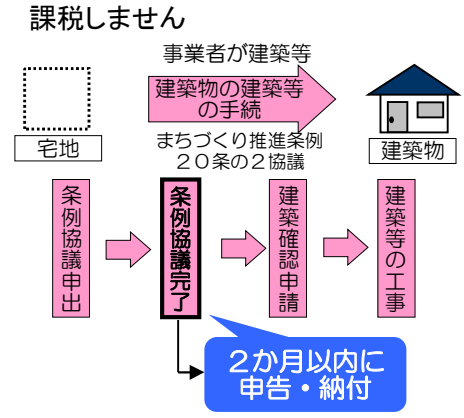 課税しません
事業者が建築等
建築物の建築等
の手続
宅地
まちづくり推進条例
２０条の２協議
建築物
条例協議申出
条例協議完了
建築確認申請
建築等の工事
２か月以内に
申告・納付